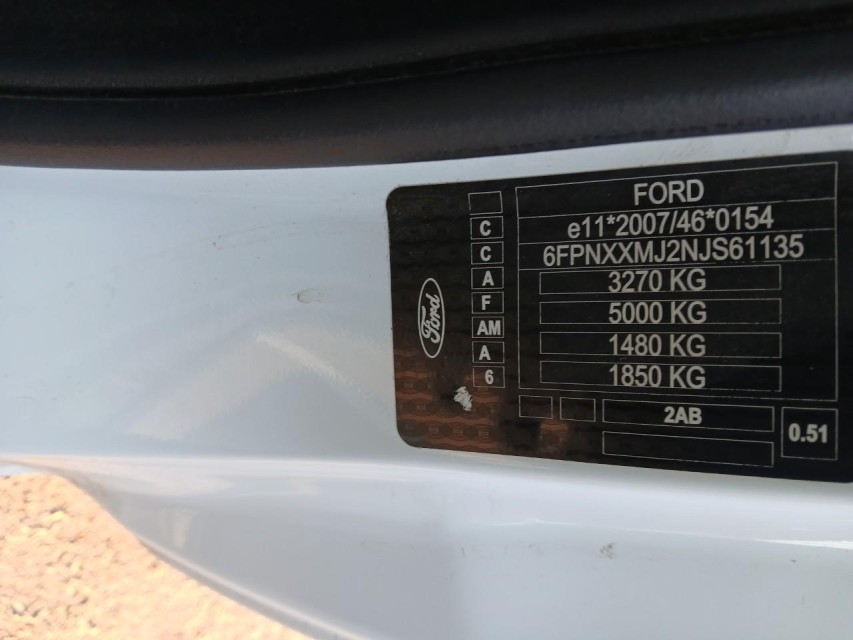 FORD
e11*2007/46*0154
6FPNXXMJ2NJS61135
3270 KG
5000 KG
1480 KG
1850 KG
2AB
0.51
C
C
A
F
AM
A
6
Ford